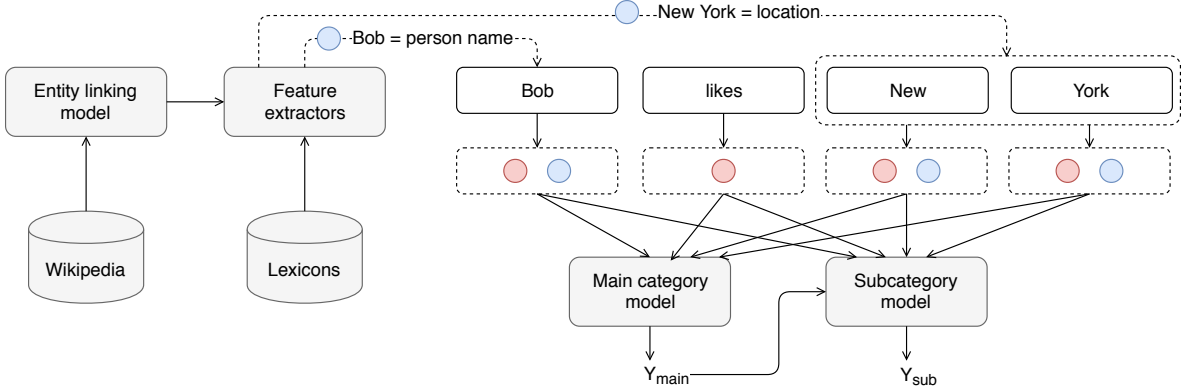 New York = location
Bob = person name
Entity linking
model
Feature
extractors
Bob
likes
New
York
Wikipedia
Lexicons
Main category
model
Subcategory
model
Ymain
Ysub